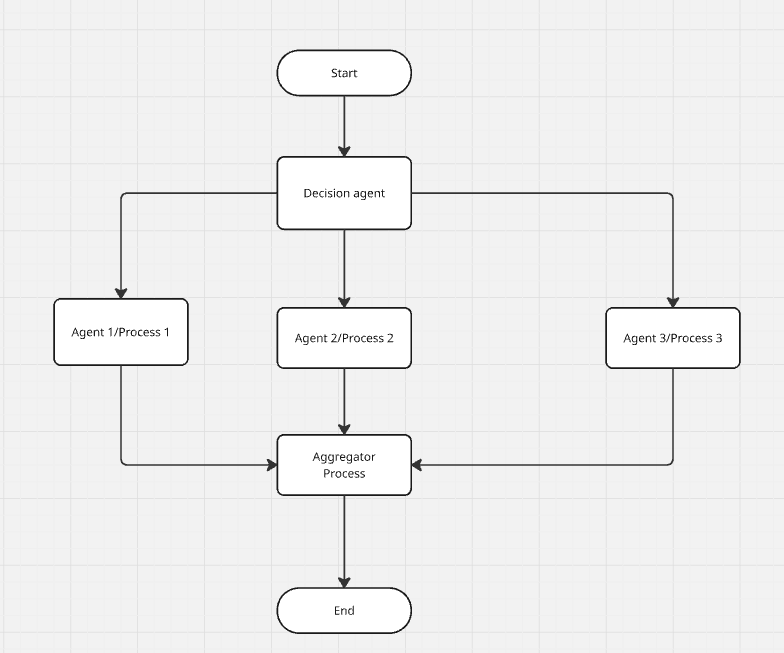 Start
Decision agent
Agent 1/Process 1
Agent 2/Process 2
Agent 3/Process 3
Aggregator
Process
End